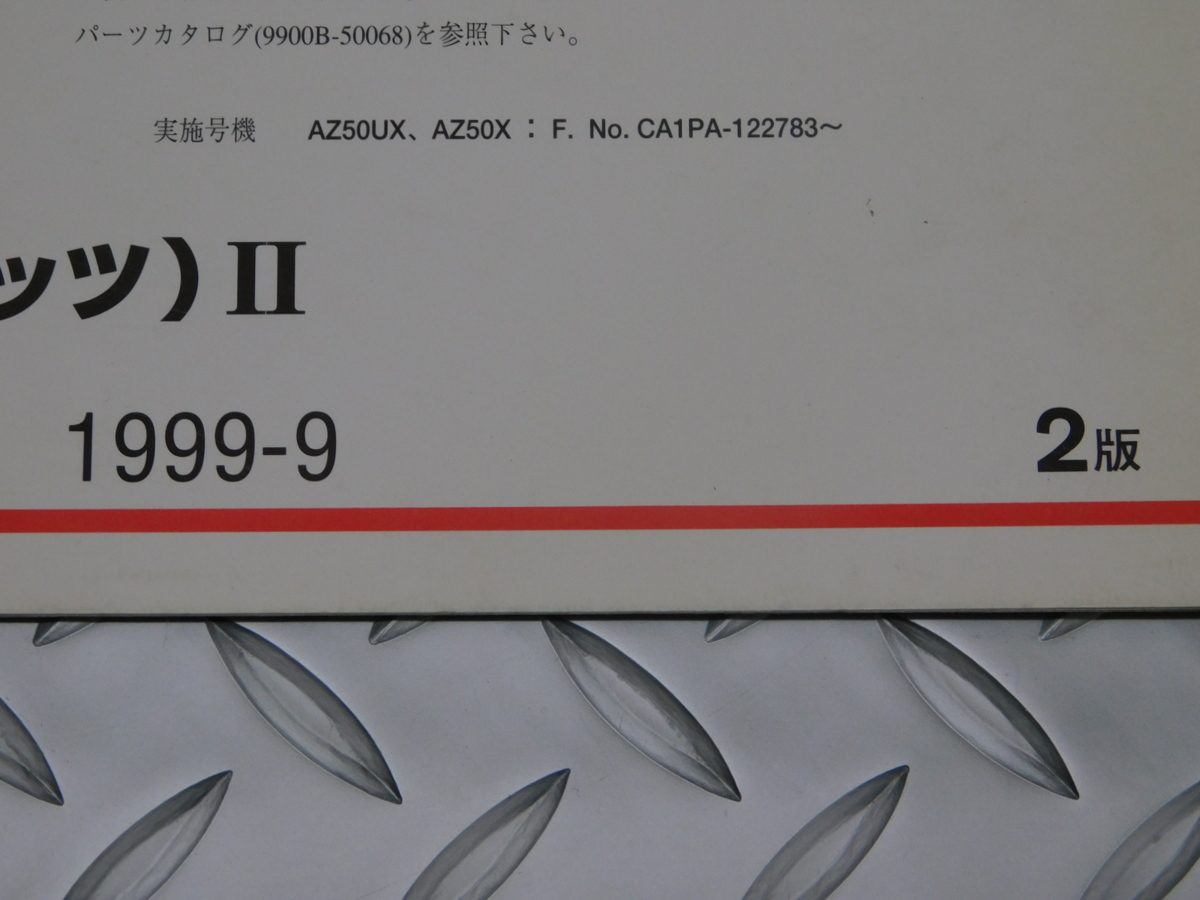 パーツカタログ(9900B-50068)を参照下さい。
実施号機 AZ50UX、AZ50X : F. No. CA1PA-122783〜
ッツ) II
1999-9
2版